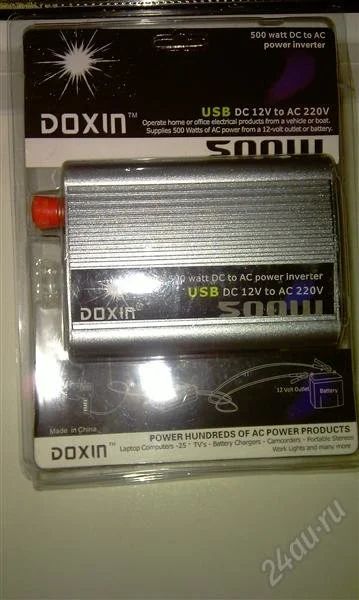 500 watt DC to AC
power inverter
DOXIN™
USB DC 12V to AC 220V
Operate home or office electrical products from a vehicle or boat.
Supplies 500 Watts of AC power from a 12-volt outlet or battery.
500W
500 watt DC to AC power inverter
USB DC 12V to AC 220V
DOXIN™
500W
12 Volt Outlet
Battery
Made in China
DOXIN™
POWER HUNDREDS OF AC POWER PRODUCTS
Laptop Computers -25" TV's - Battery Chargers - Camcorders - Portable Stereos
Work Lights and many more
24au.ru